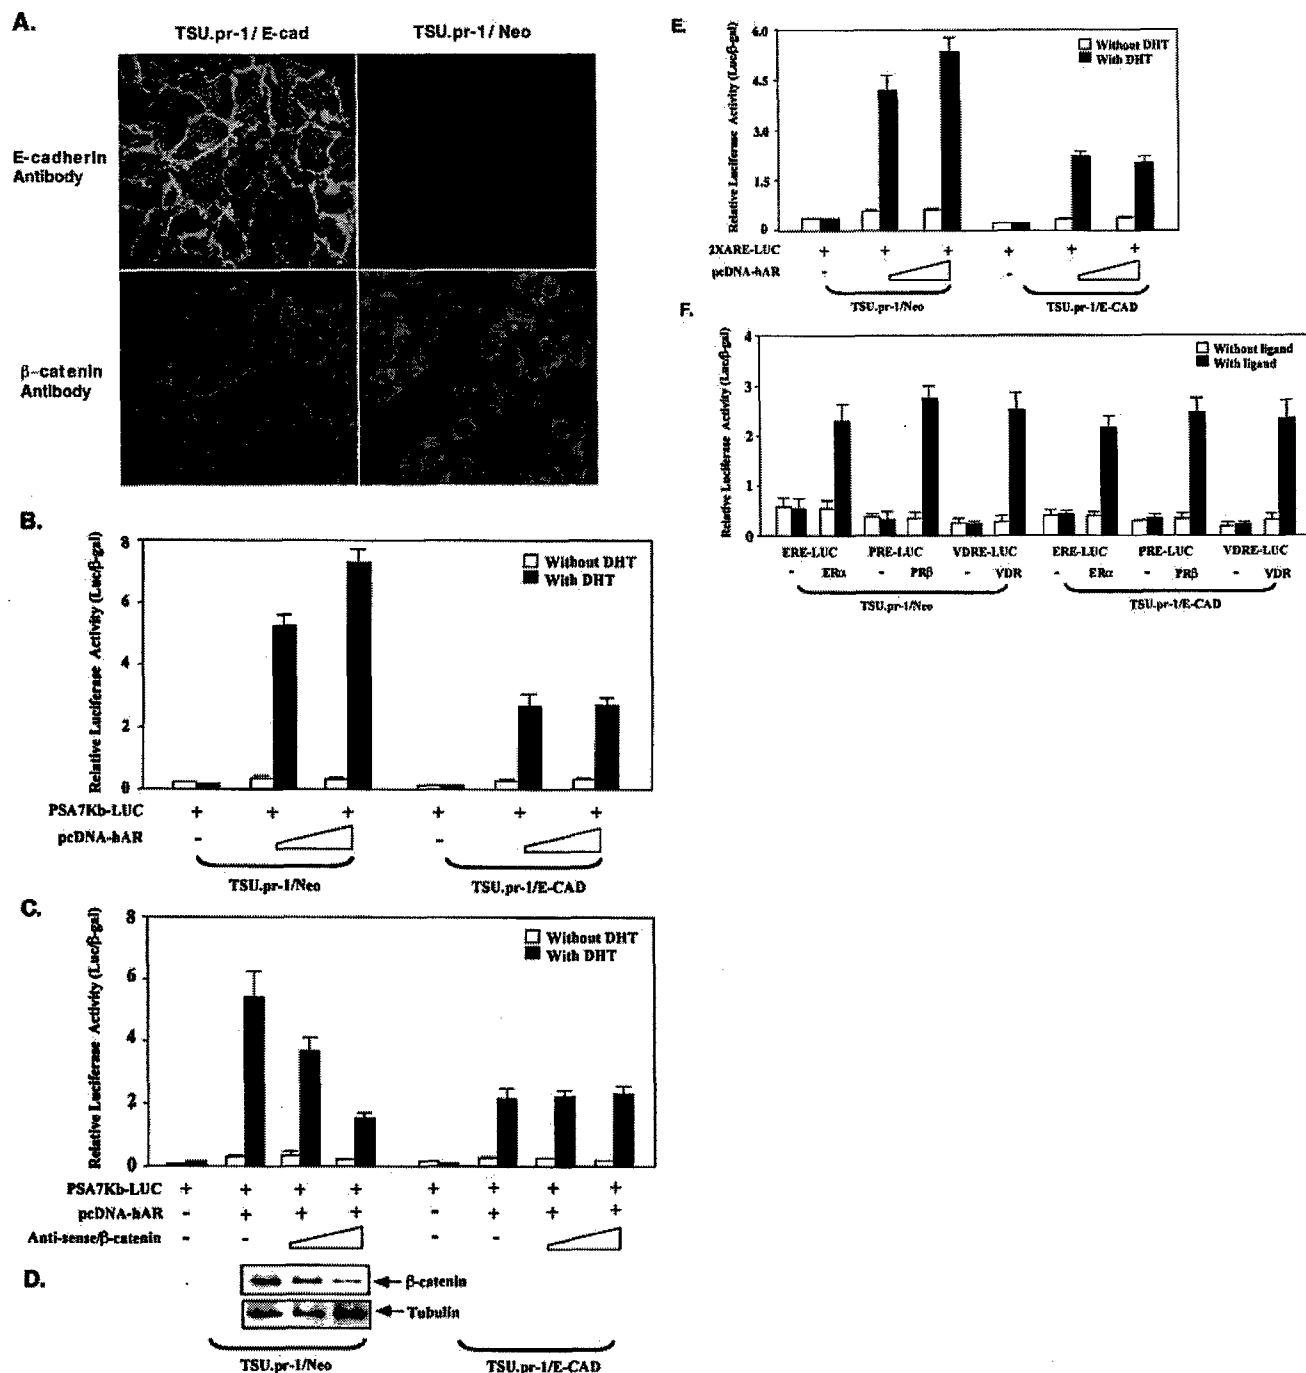 A.
TSU.pr-1/ E-cad
TSU.pr-1/ Neo
E-cadherin
Antibody
β-catenin
Antibody
B.
Relative Luciferase Activity (Luc/β-gal)
8
6
4
2
0
Without DHT
With DHT
PSA7Kb-LUC + + + + + +
pcDNA-hAR - -
TSU.pr-1/Neo
TSU.pr-1/E-CAD
C.
Relative Luciferase Activity (Luc/β-gal)
8
6
4
2
0
Without DHT
With DHT
PSA7Kb-LUC + + + + + + + +
pcDNA-hAR - + + + - + + +
Anti-sense/β-catenin - - - -
D.
β-catenin
Tubulin
TSU.pr-1/Neo
TSU.pr-1/E-CAD
E
Relative Luciferase Activity (Luc/β-gal)
6.0
4.5
3.0
1.5
0
Without DHT
With DHT
2XARE-LUC + + + + + +
pcDNA-hAR - -
TSU.pr-1/Neo
TSU.pr-1/E-CAD
F.
Relative Luciferase Activity (Luc/β-gal)
4
3
2
1
0
Without ligand
With ligand
ERE-LUC PRE-LUC VDRE-LUC ERE-LUC PRE-LUC VDRE-LUC
- ERα - PRβ - VDR - ERα - PRβ - VDR
TSU.pr-1/Neo
TSU.pr-1/E-CAD